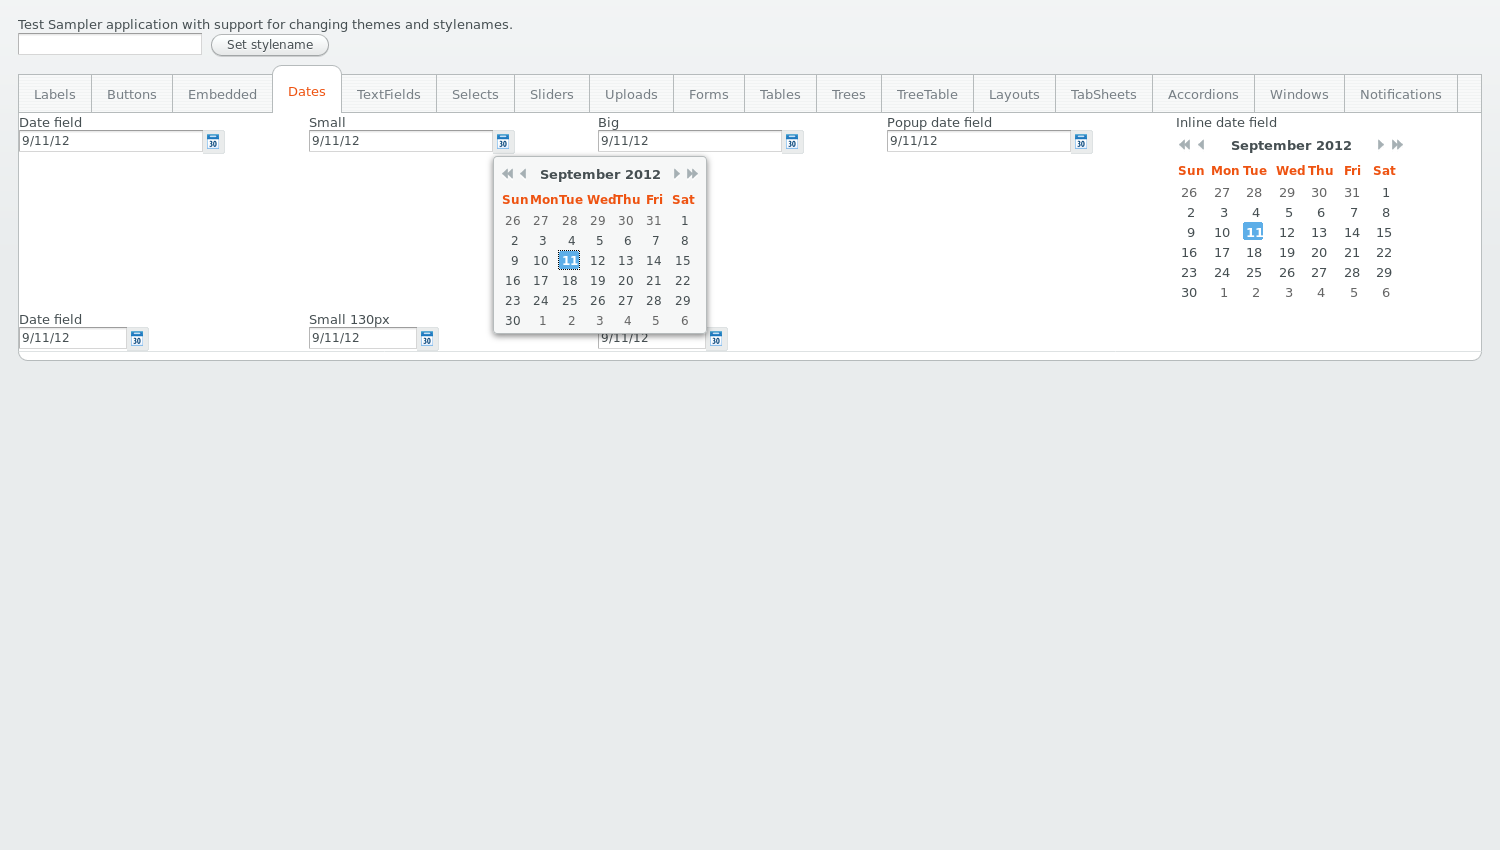 Test Sampler application with support for changing themes and stylenames.
Set stylename
Labels Buttons Embedded Dates TextFields Selects Sliders Uploads Forms Tables Trees TreeTable Layouts TabSheets Accordions Windows Notifications
Date field Small Big Popup date field Inline date field
9/11/12 30 9/11/12 30 9/11/12 30 9/11/12 30
September 2012
Sun Mon Tue Wed Thu Fri Sat
26 27 28 29 30 31 1
2 3 4 5 6 7 8
9 10 11 12 13 14 15
16 17 18 19 20 21 22
23 24 25 26 27 28 29
30 1 2 3 4 5 6
September 2012
Sun Mon Tue Wed Thu Fri Sat
26 27 28 29 30 31 1
2 3 4 5 6 7 8
9 10 11 12 13 14 15
16 17 18 19 20 21 22
23 24 25 26 27 28 29
30 1 2 3 4 5 6
Date field Small 130px
9/11/12 30 9/11/12 30 9/11/12 30